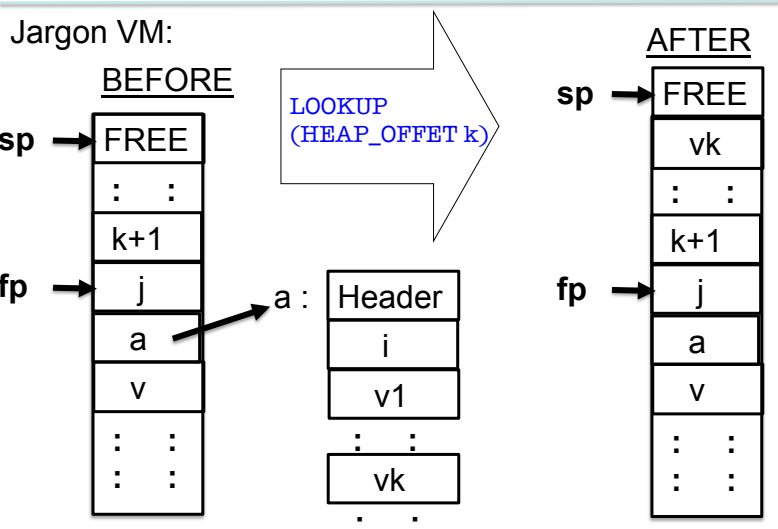 Jargon VM:
BEFORE
sp
FREE
: :
k+1
fp
j
a
v
: :
: :
LOOKUP
(HEAP_OFFET k)
a :
Header
i
v1
: :
vk
: :
AFTER
sp
FREE
vk
: :
k+1
fp
j
a
v
: :
: :